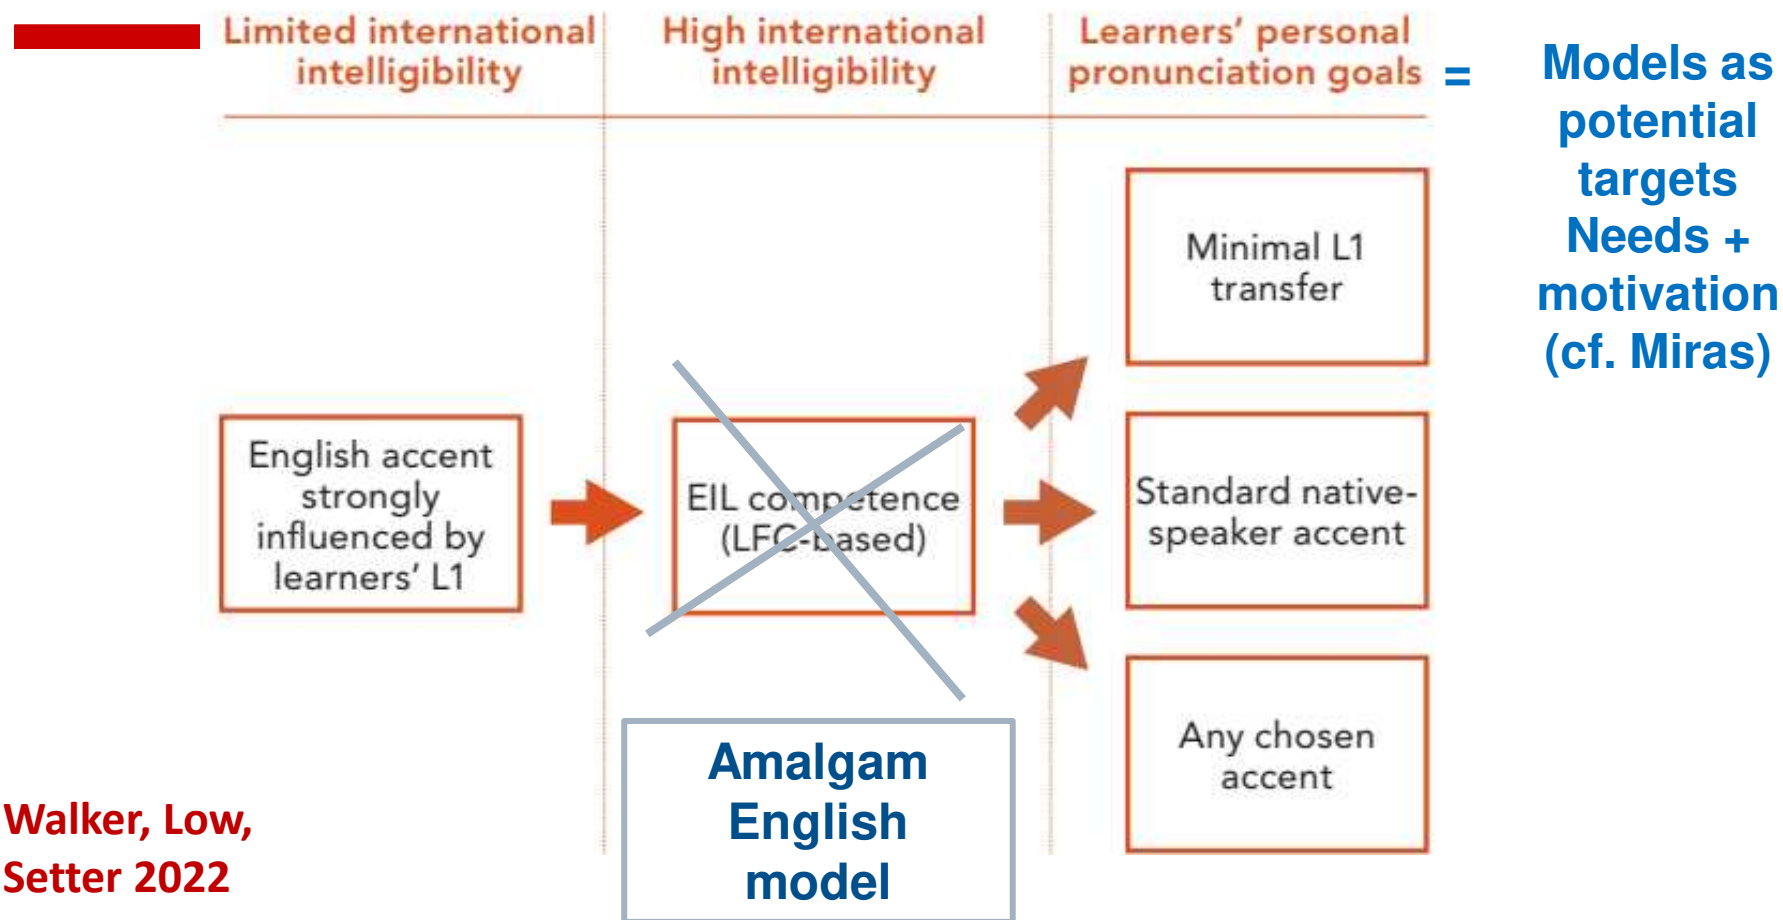 Limited international
intelligibility
High international
intelligibility
Learners' personal
pronunciation goals
=
Models as
potential
targets
Needs +
motivation
(cf. Miras)
Minimal L1
transfer
English accent
strongly
influenced by
learners' L1
EIL competence
(LFC-based)
Standard native-
speaker accent
Any chosen
accent
Amalgam
English
model
Walker, Low,
Setter 2022